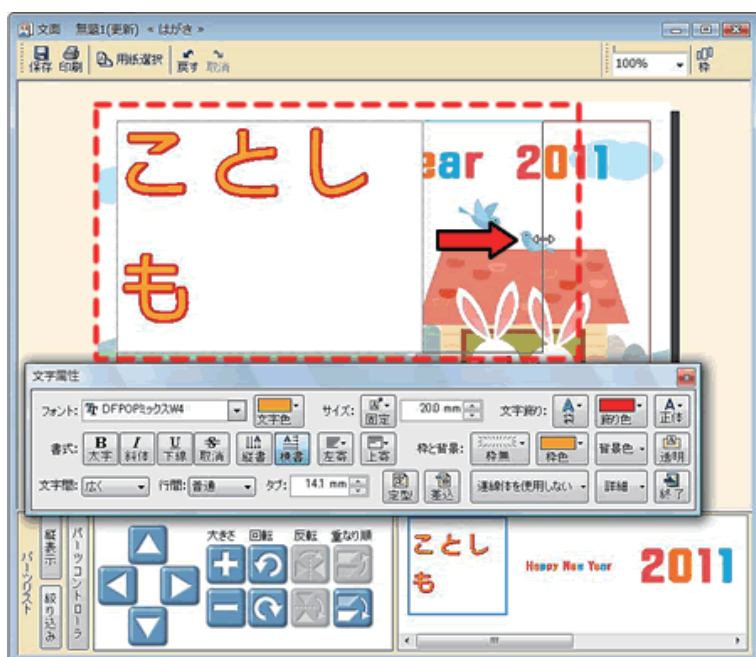 文面 無題1(更新) < はがき >
保存 印刷 用紙選択 戻す 取消 100% 枠
ear 2011
ことし
も
文字属性
フォント: DFPOPミックスW4 文字色 サイズ: 固定 20.0 mm 文字飾り: 袋 飾り色 正体
書式: B 太字 I 斜体 U 下線 S 取消 縦書 横書 左寄 上寄 枠と背景: 枠無 枠色 背景色 透明
文字間: 広く 行間: 普通 タブ: 14.1 mm 定型 差込 連線体を使用しない 詳細 終了
パーツリスト
縦表示
絞り込み
パーツコントローラ
大きさ 回転 反転 重なり順
ことし
も
Happy New Year
2011